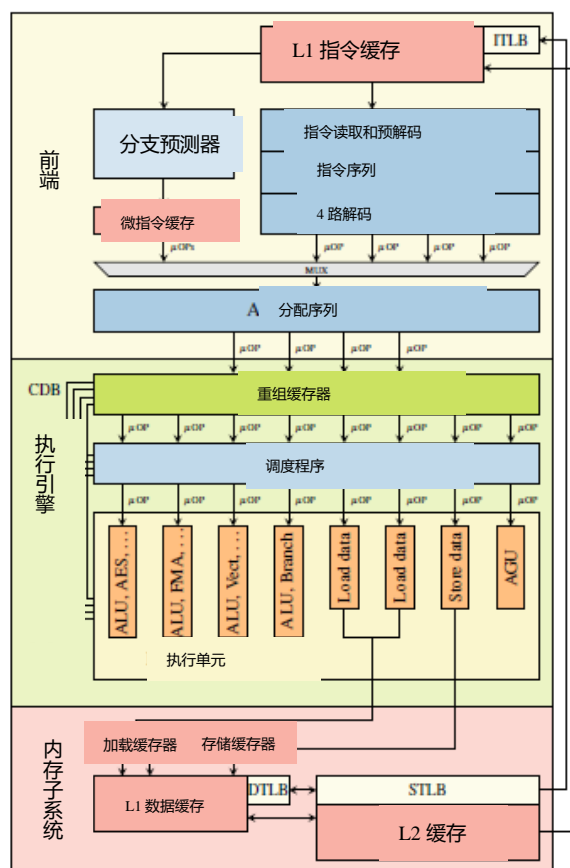 L1 指令缓存
ITLB
前端
分支预测器
指令读取和预解码
指令序列
微指令缓存
4 路解码
μOPs
μOP
μOP
μOP
μOP
MUX
A 分配序列
μOP
μOP
μOP
μOP
CDB
重组缓存器
执行引擎
μOP
μOP
μOP
μOP
μOP
μOP
μOP
μOP
调度程序
μOP
μOP
μOP
μOP
μOP
μOP
μOP
μOP
ALU, AES, ...
ALU, FMA, ...
ALU, Vect, ...
ALU, Branch
Load data
Load data
Store data
AGU
执行单元
内存子系统
加载缓存器
存储缓存器
L1 数据缓存
DTLB
STLB
L2 缓存